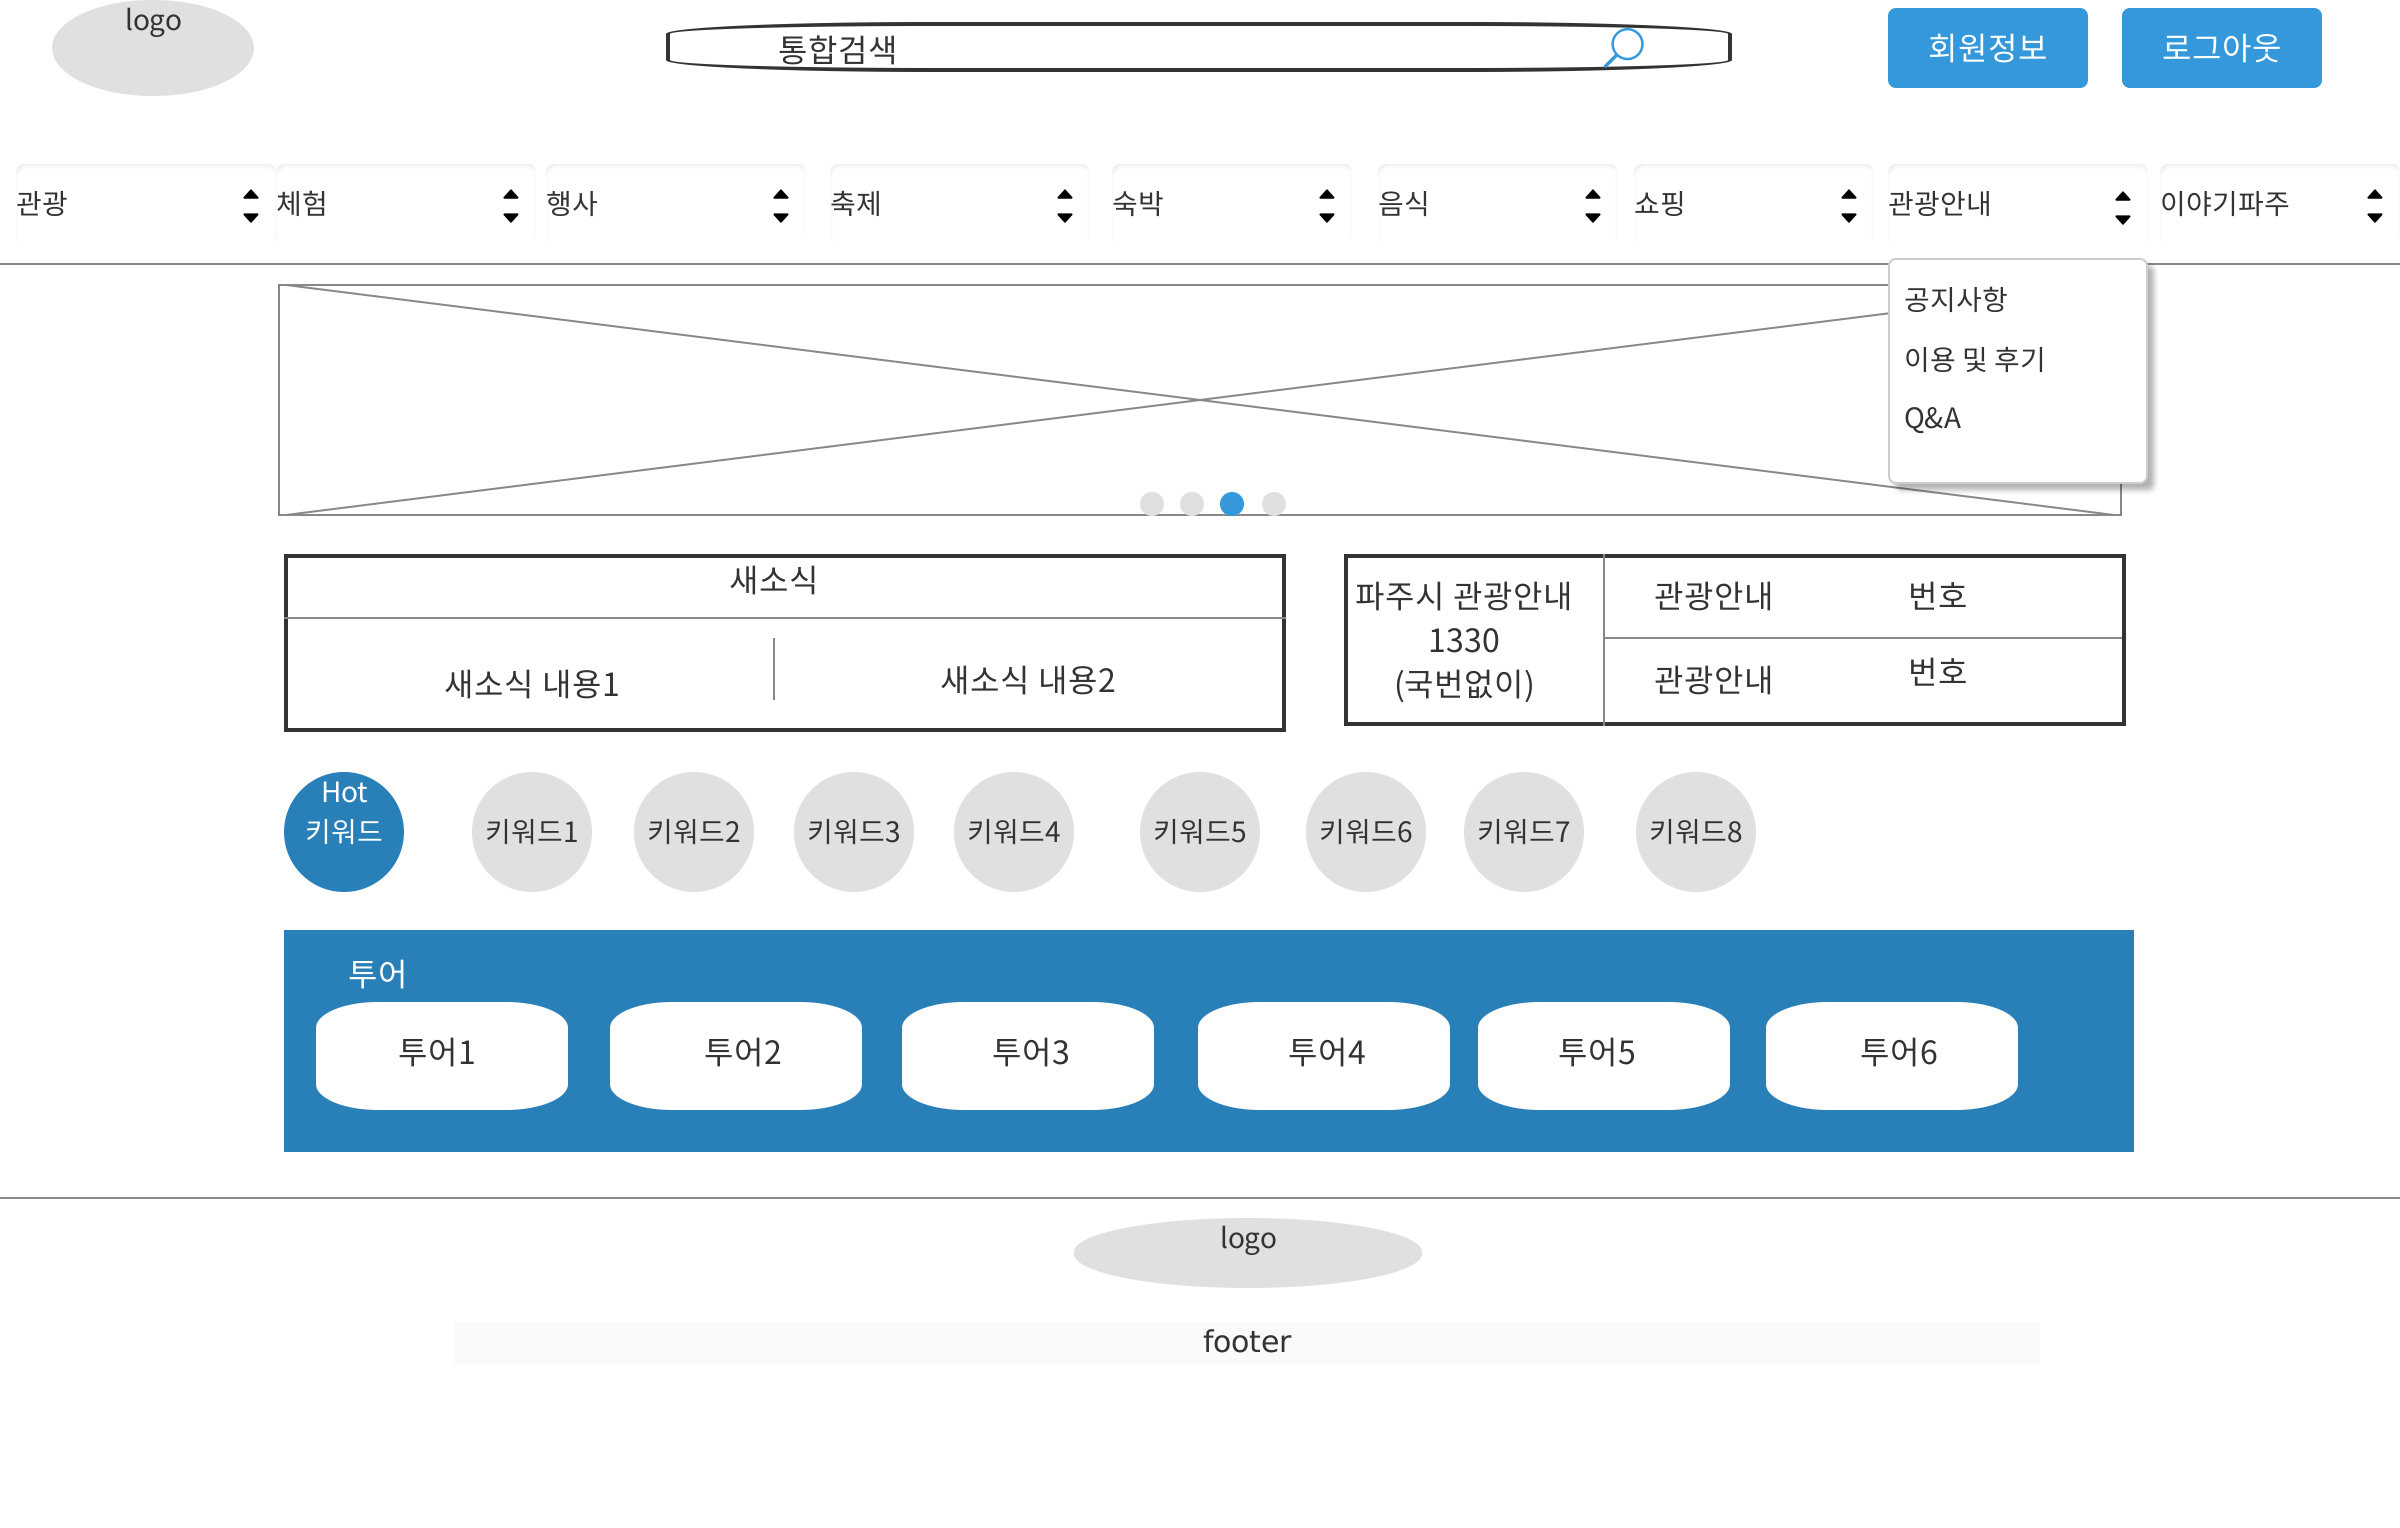 logo
통합검색
회원정보
로그아웃
관광
체험
행사
축제
숙박
음식
쇼핑
관광안내
이야기파주
공지사항
이용 및 후기
Q&A
새소식
새소식 내용1
새소식 내용2
파주시 관광안내
1330
(국번없이)
관광안내
번호
관광안내
번호
Hot
키워드
키워드1
키워드2
키워드3
키워드4
키워드5
키워드6
키워드7
키워드8
투어
투어1
투어2
투어3
투어4
투어5
투어6
logo
footer